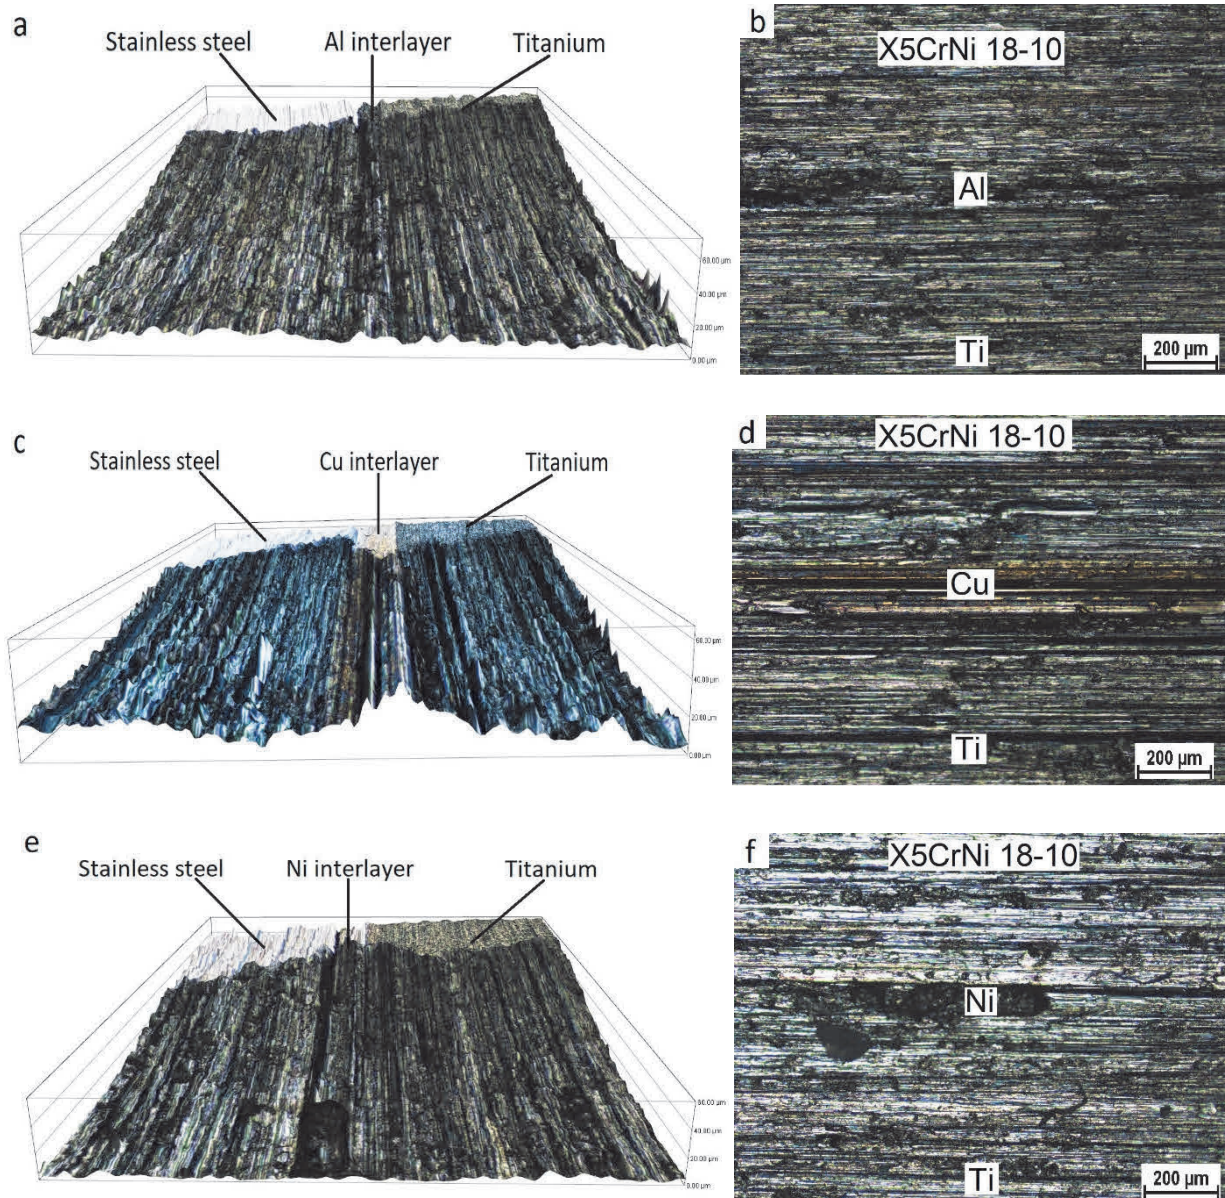 a
Stainless steel
Al interlayer
Titanium
60.00 µm
40.00 µm
20.00 µm
0.00 µm
b
X5CrNi 18-10
Al
Ti
200 µm
c
Stainless steel
Cu interlayer
Titanium
60.00 µm
40.00 µm
20.00 µm
0.00 µm
d
X5CrNi 18-10
Cu
Ti
200 µm
e
Stainless steel
Ni interlayer
Titanium
60.00 µm
40.00 µm
20.00 µm
0.00 µm
f
X5CrNi 18-10
Ni
Ti
200 µm